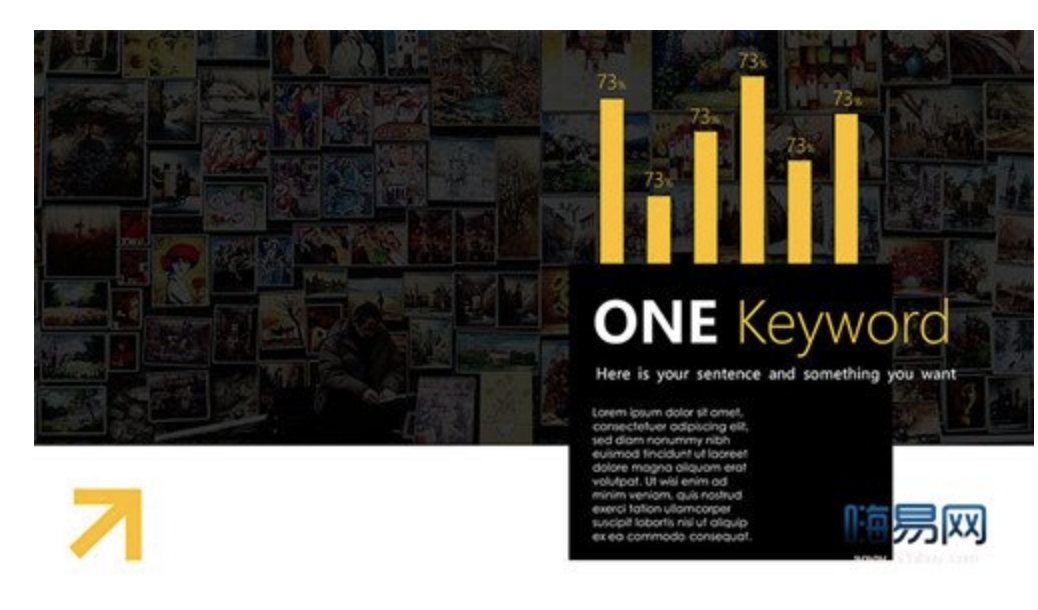 73%
73%
73%
73%
73%
73%
ONE Keyword
Here is your sentence and something you want
Lorem ipsum dolor sit amet,
consectetuer adipiscing elit,
sed diam nonummy nibh
euismod tincidunt ut laoreet
dolore magna aliquam erat
volutpat. Ut wisi enim ad
minim veniam, quis nostrud
exerci tation ullamcorper
suscipit lobortis nisl ut aliquip
ex ea commodo consequat.
嗨易网